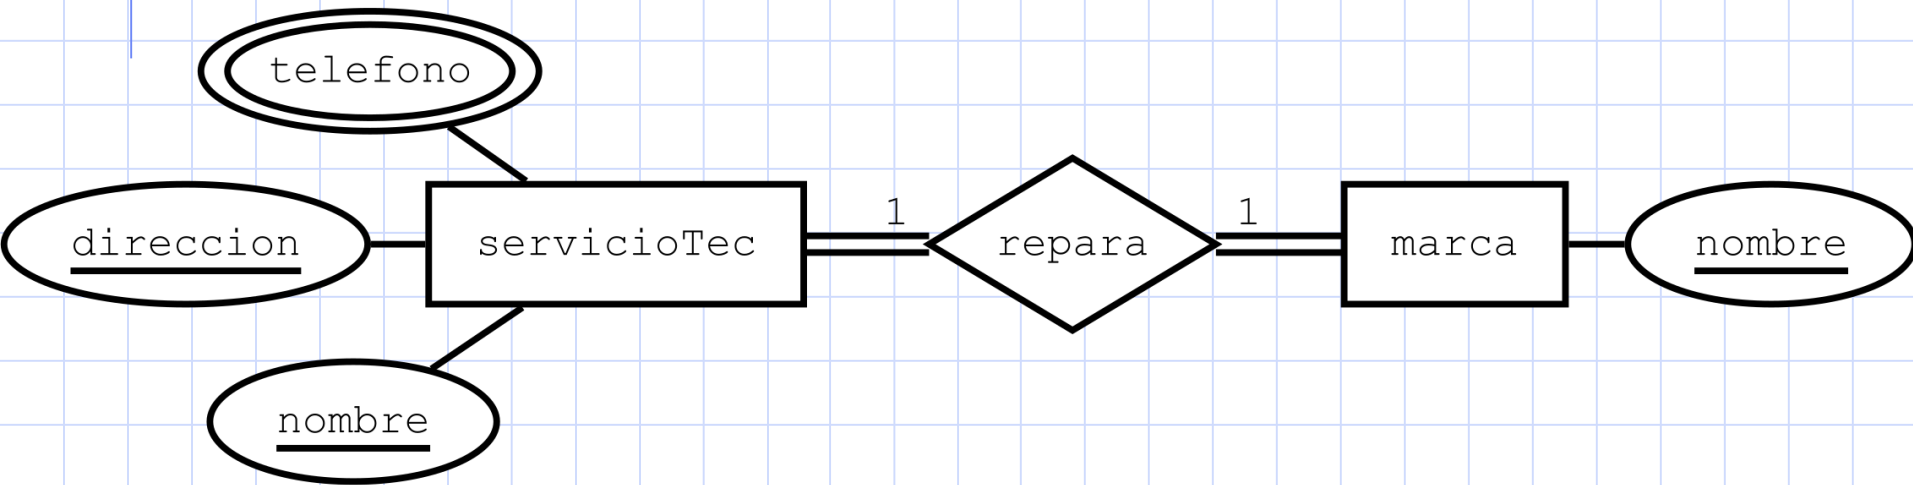 telefono
direccion
servicioTec
1
repara
1
marca
nombre
nombre